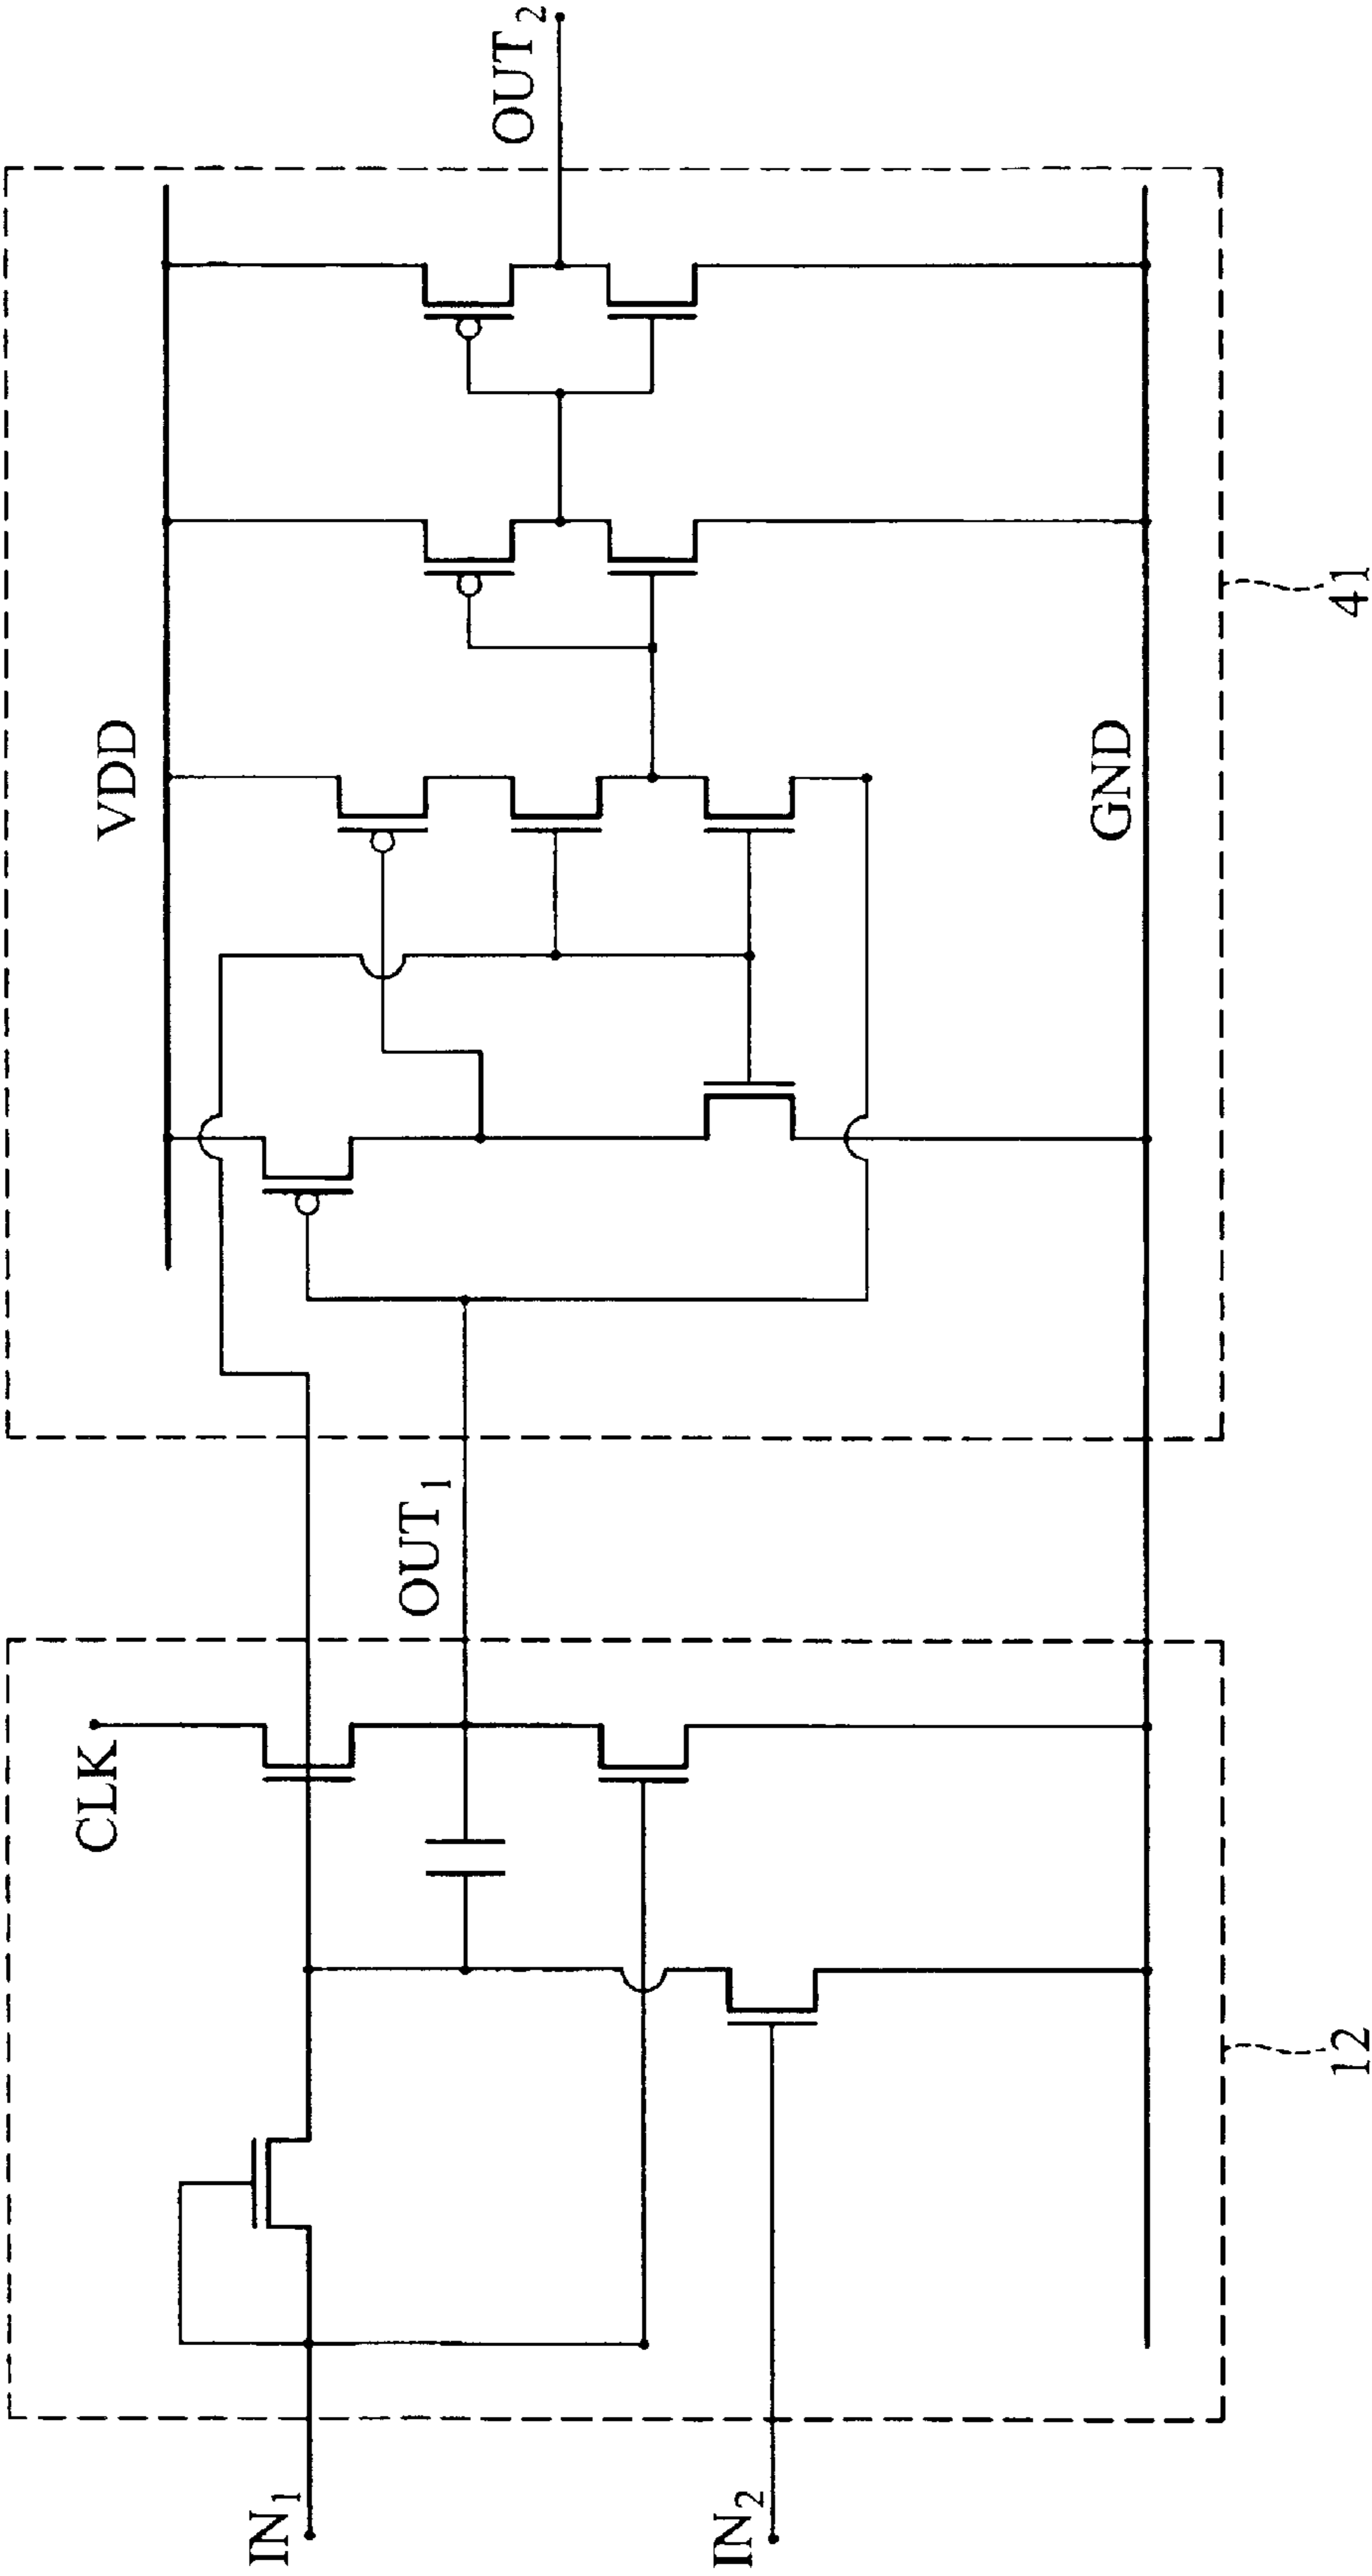 IN1
IN2
CLK
OUT1
VDD
GND
OUT2
12
41